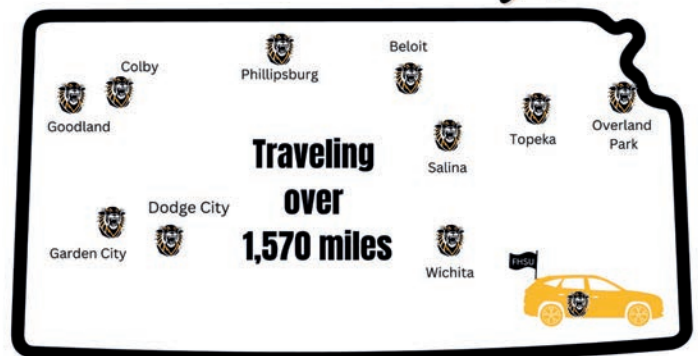 Colby
Phillipsburg
Beloit
Goodland
Topeka
Overland
Park
Salina
Traveling
over
1,570 miles
Dodge City
Garden City
Wichita
FHSU